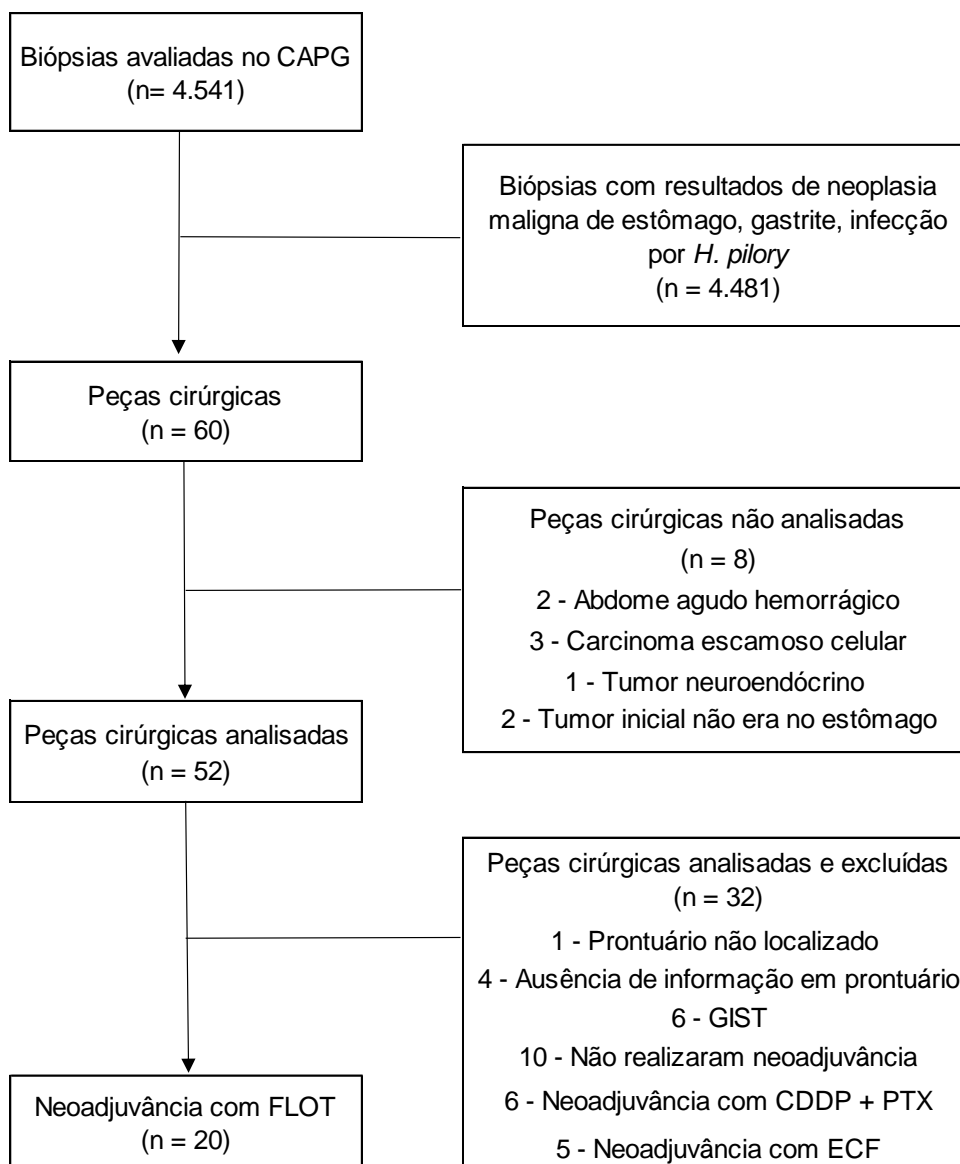 Biópsias avaliadas no CAPG
(n= 4.541)
Biópsias com resultados de neoplasia
maligna de estômago, gastrite, infecção
por H. pilory
(n = 4.481)
Peças cirúrgicas
(n = 60)
Peças cirúrgicas não analisadas
(n = 8)
2 - Abdome agudo hemorrágico
3 - Carcinoma escamoso celular
1 - Tumor neuroendócrino
2 - Tumor inicial não era no estômago
Peças cirúrgicas analisadas
(n = 52)
Peças cirúrgicas analisadas e excluídas
(n = 32)
1 - Prontuário não localizado
4 - Ausência de informação em prontuário
6 - GIST
10 - Não realizaram neoadjuvância
6 - Neoadjuvância com CDDP + PTX
5 - Neoadjuvância com ECF
Neoadjuvância com FLOT
(n = 20)